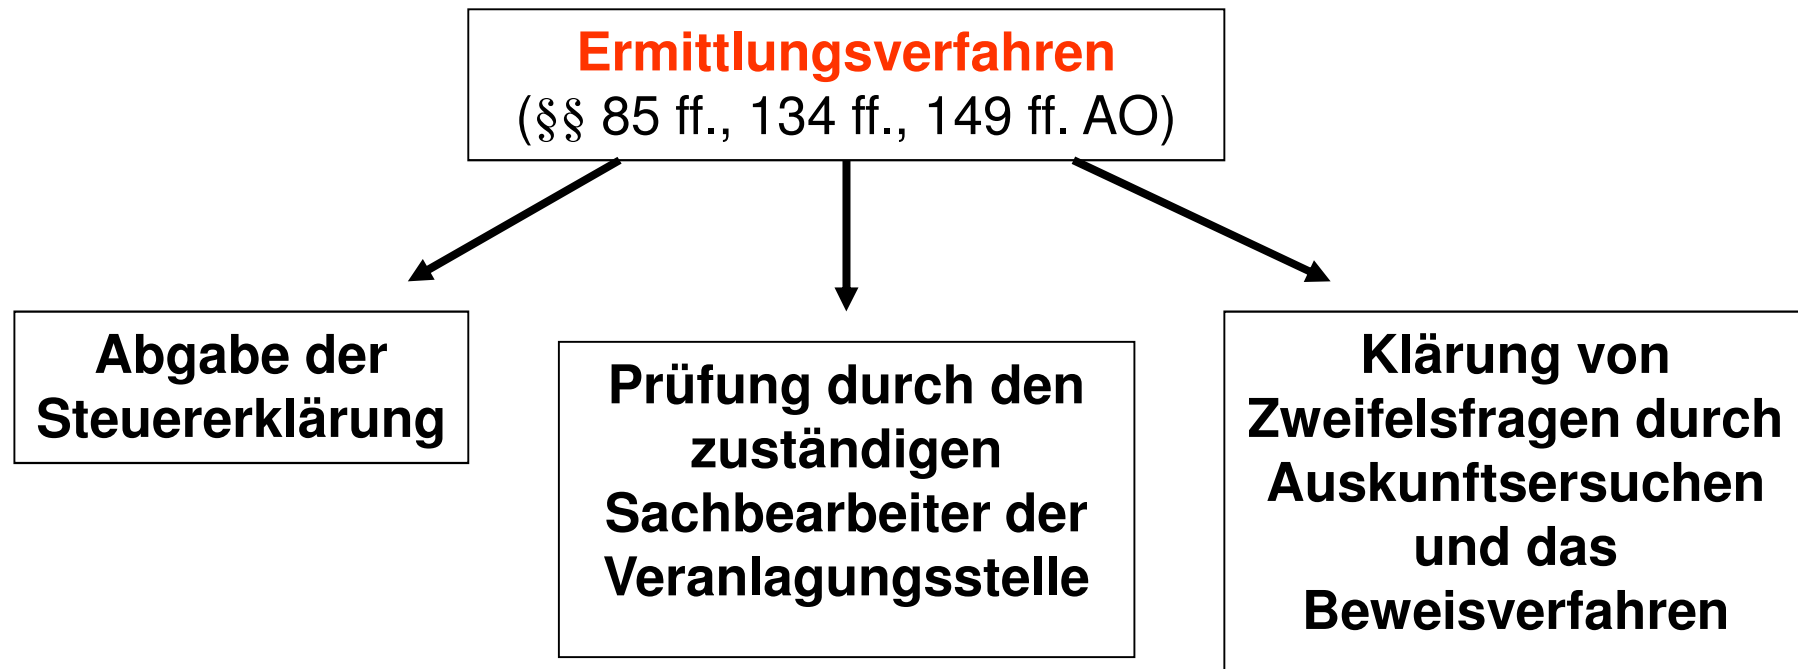 Ermittlungsverfahren
(§§ 85 ff., 134 ff., 149 ff. AO)
Abgabe der
Steuererklärung
Prüfung durch den
zuständigen
Sachbearbeiter der
Veranlagungsstelle
Klärung von
Zweifelsfragen durch
Auskunftsersuchen
und das
Beweisverfahren